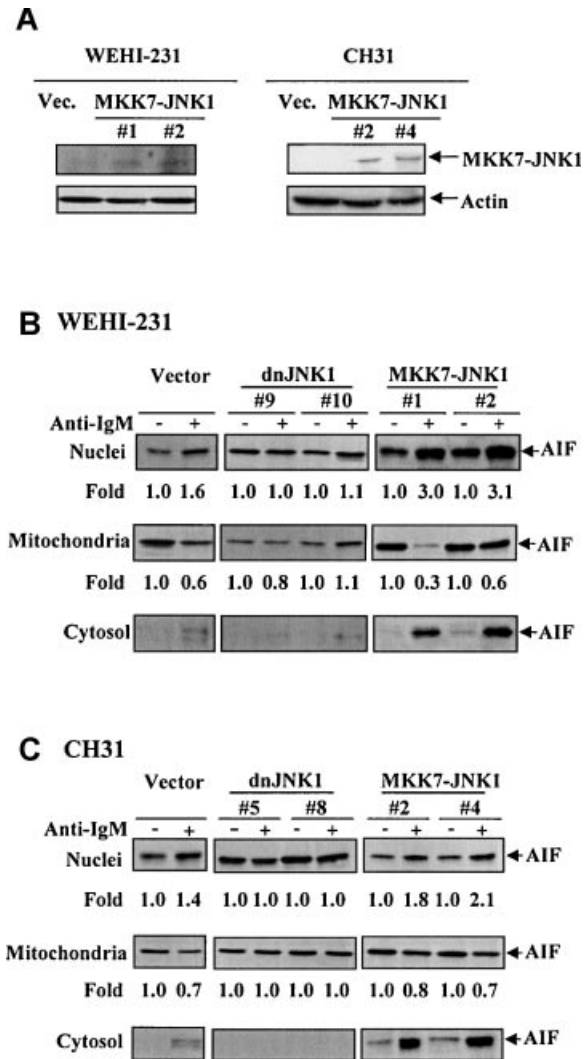 A
WEHI-231 CH31
Vec. MKK7-JNK1 Vec. MKK7-JNK1
#1 #2 #2 #4
MKK7-JNK1
Actin
B WEHI-231
Vector dnJNK1 MKK7-JNK1
#9 #10 #1 #2
Anti-IgM - + - + - + - + - +
Nuclei AIF
Fold 1.0 1.6 1.0 1.0 1.0 1.1 1.0 3.0 1.0 3.1
Mitochondria AIF
Fold 1.0 0.6 1.0 0.8 1.0 1.1 1.0 0.3 1.0 0.6
Cytosol AIF
C CH31
Vector dnJNK1 MKK7-JNK1
#5 #8 #2 #4
Anti-IgM - + - + - + - + - +
Nuclei AIF
Fold 1.0 1.4 1.0 1.0 1.0 1.0 1.0 1.8 1.0 2.1
Mitochondria AIF
Fold 1.0 0.7 1.0 1.0 1.0 1.0 1.0 0.8 1.0 0.7
Cytosol AIF